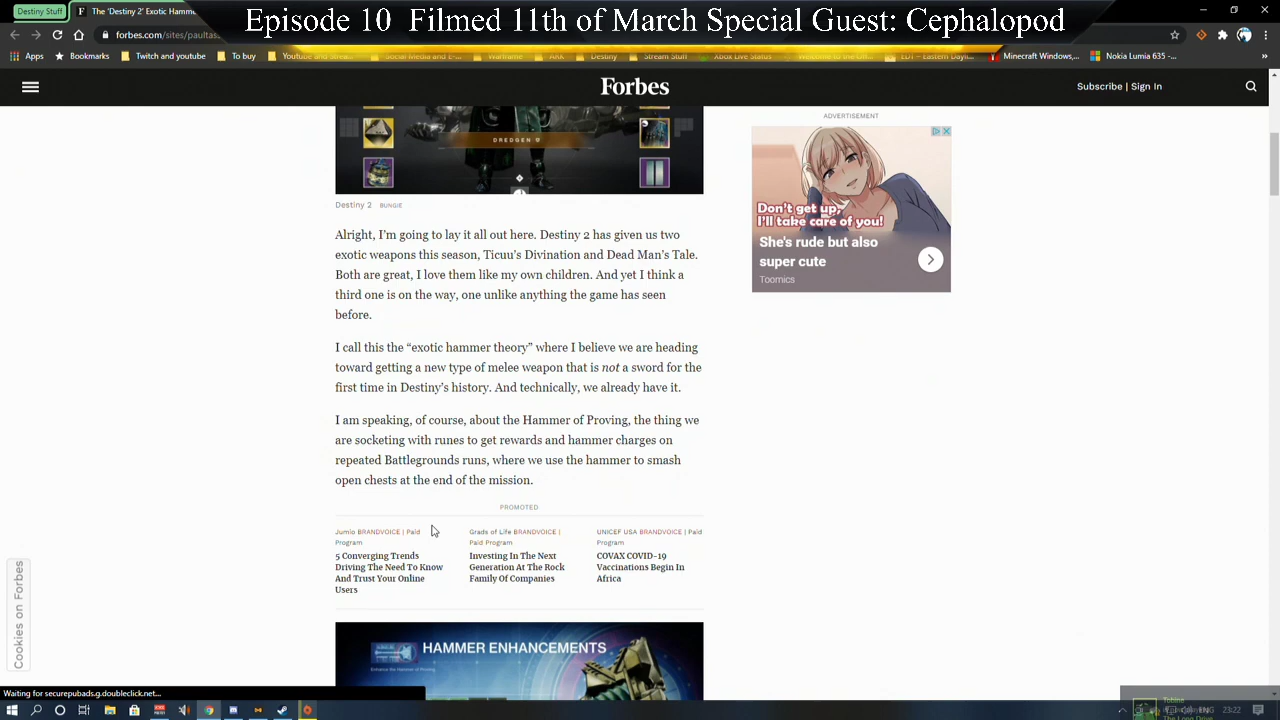 Episode 10 Filmed 11th of March Special Guest: Cephalopod
Destiny Stuff
The 'Destiny 2' Exotic Hamme
forbes.com/sites/paultas
Apps
Bookmarks
Twitch and youtube
To buy
Social Media and E-...
Warframe
ARK
Destiny
Stream Stuff
Xbox Live Status
EDT – Eastern Dayli...
Minecraft Windows,...
Nokia Lumia 635 -...
Forbes
Subscribe | Sign In
DREDGEN U
Destiny 2 BUNGIE
Alright, I'm going to lay it all out here. Destiny 2 has given us two
exotic weapons this season, Ticuu's Divination and Dead Man's Tale.
Both are great, I love them like my own children. And yet I think a
third one is on the way, one unlike anything the game has seen
before.
I call this the “exotic hammer theory” where I believe we are heading
toward getting a new type of melee weapon that is not a sword for the
first time in Destiny's history. And technically, we already have it.
I am speaking, of course, about the Hammer of Proving, the thing we
are socketing with runes to get rewards and hammer charges on
repeated Battlegrounds runs, where we use the hammer to smash
open chests at the end of the mission.
PROMOTED
Jumio BRANDVOICE | Paid
Program
5 Converging Trends
Driving The Need To Know
And Trust Your Online
Users
Grads of Life BRANDVOICE |
Paid Program
Investing In The Next
Generation At The Rock
Family Of Companies
UNICEF USA BRANDVOICE | Paid
Program
COVAX COVID-19
Vaccinations Begin In
Africa
HAMMER ENHANCEMENTS
Enhance the Hammer of Proving.
ADVERTISEMENT
Don't get up,
I'll take care of you!
She's rude but also
super cute
Toomics
Cookies on Forbes
Waiting for securepubads.g.doubleclick.net...
Tobine
The Long Drive
ENG
23:22